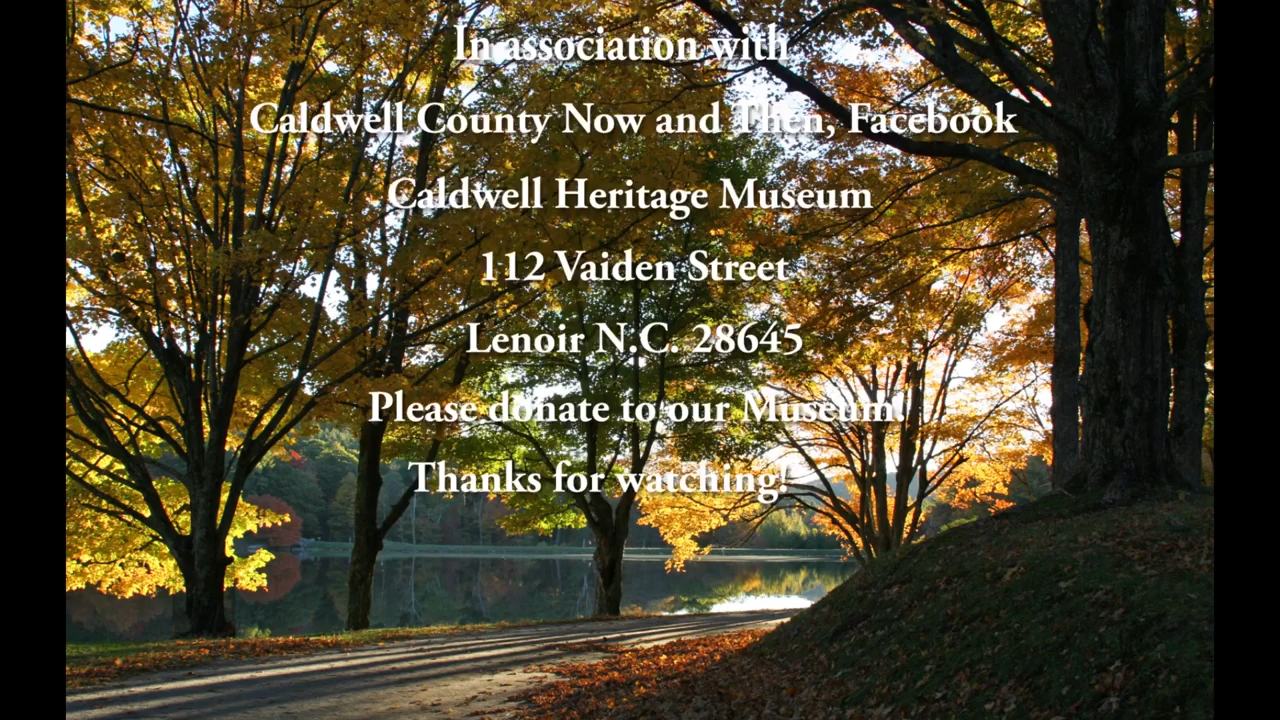 In association with
Caldwell County Now and Then, Facebook
Caldwell Heritage Museum
112 Vaiden Street
Lenoir N.C. 28645
Please donate to our Museum!
Thanks for watching!